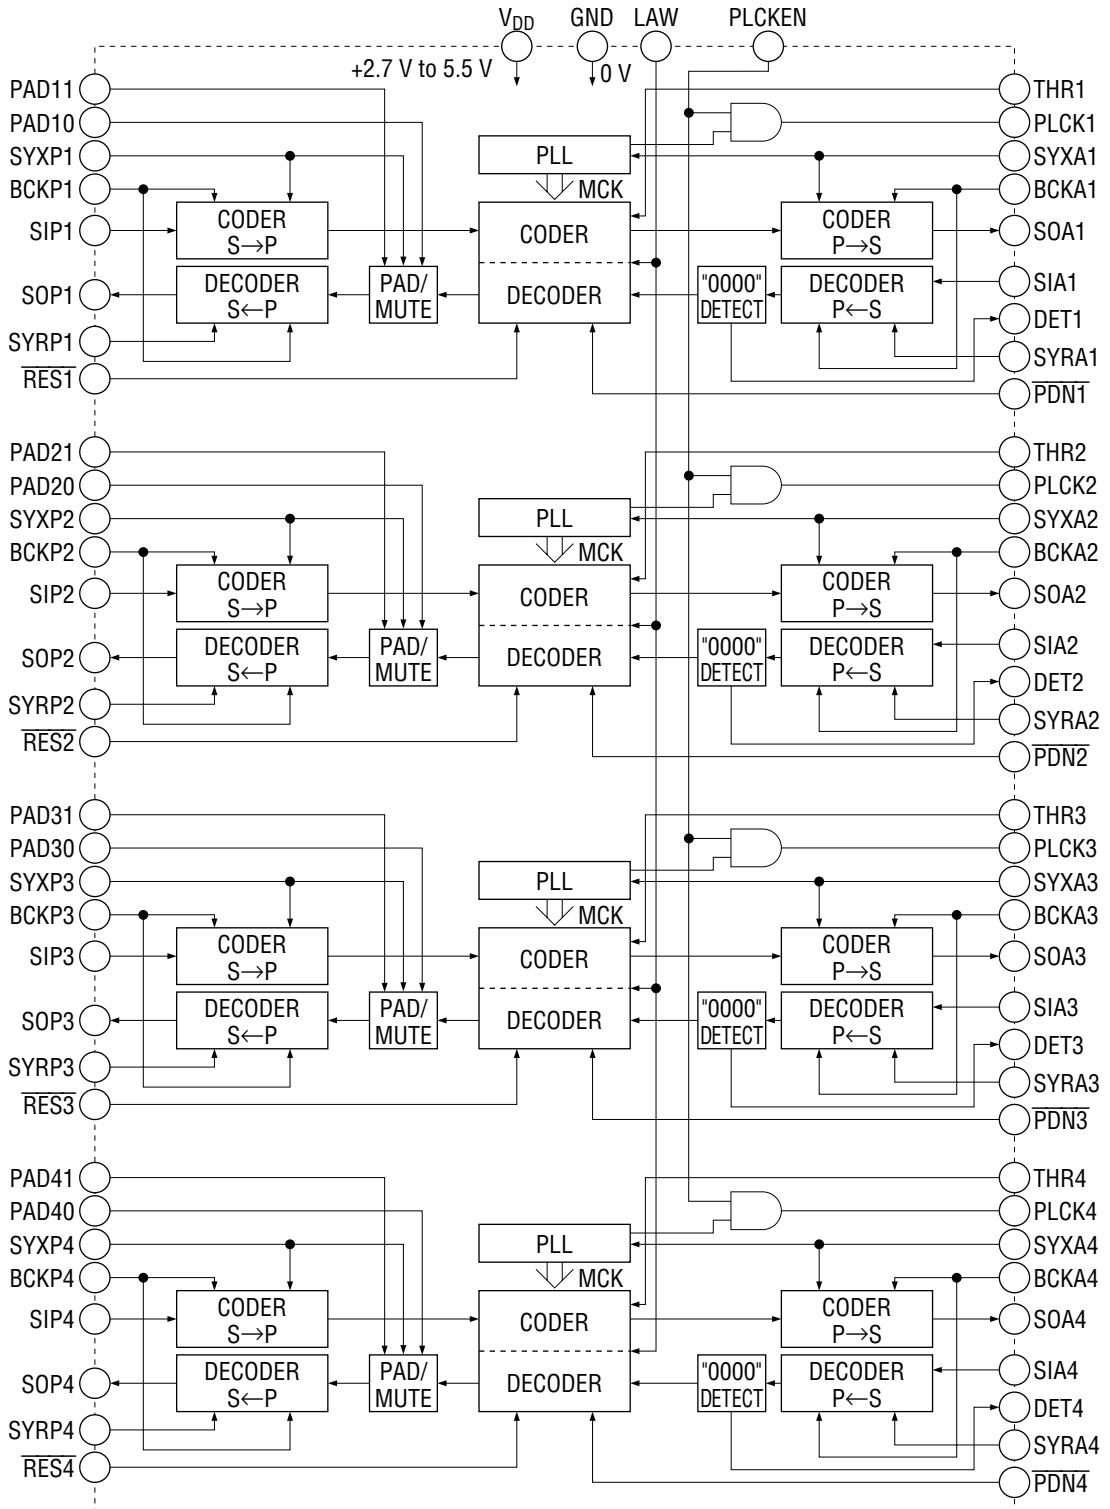 VDD GND LAW PLCKEN
+2.7 V to 5.5 V 0 V
PAD11 THR1
PAD10 PLCK1
SYXP1 PLL SYXA1
BCKP1 MCK BCKA1
SIP1 CODER S→P CODER CODER P→S SOA1
SOP1 DECODER S←P PAD/MUTE DECODER "0000" DETECT DECODER P←S SIA1
DET1
SYRP1 SYRA1
RES1 PDN1
PAD21 THR2
PAD20 PLCK2
SYXP2 PLL SYXA2
BCKP2 MCK BCKA2
SIP2 CODER S→P CODER CODER P→S SOA2
SOP2 DECODER S←P PAD/MUTE DECODER "0000" DETECT DECODER P←S SIA2
DET2
SYRP2 SYRA2
RES2 PDN2
PAD31 THR3
PAD30 PLCK3
SYXP3 PLL SYXA3
BCKP3 MCK BCKA3
SIP3 CODER S→P CODER CODER P→S SOA3
SOP3 DECODER S←P PAD/MUTE DECODER "0000" DETECT DECODER P←S SIA3
DET3
SYRP3 SYRA3
RES3 PDN3
PAD41 THR4
PAD40 PLCK4
SYXP4 PLL SYXA4
BCKP4 MCK BCKA4
SIP4 CODER S→P CODER CODER P→S SOA4
SOP4 DECODER S←P PAD/MUTE DECODER "0000" DETECT DECODER P←S SIA4
DET4
SYRP4 SYRA4
RES4 PDN4